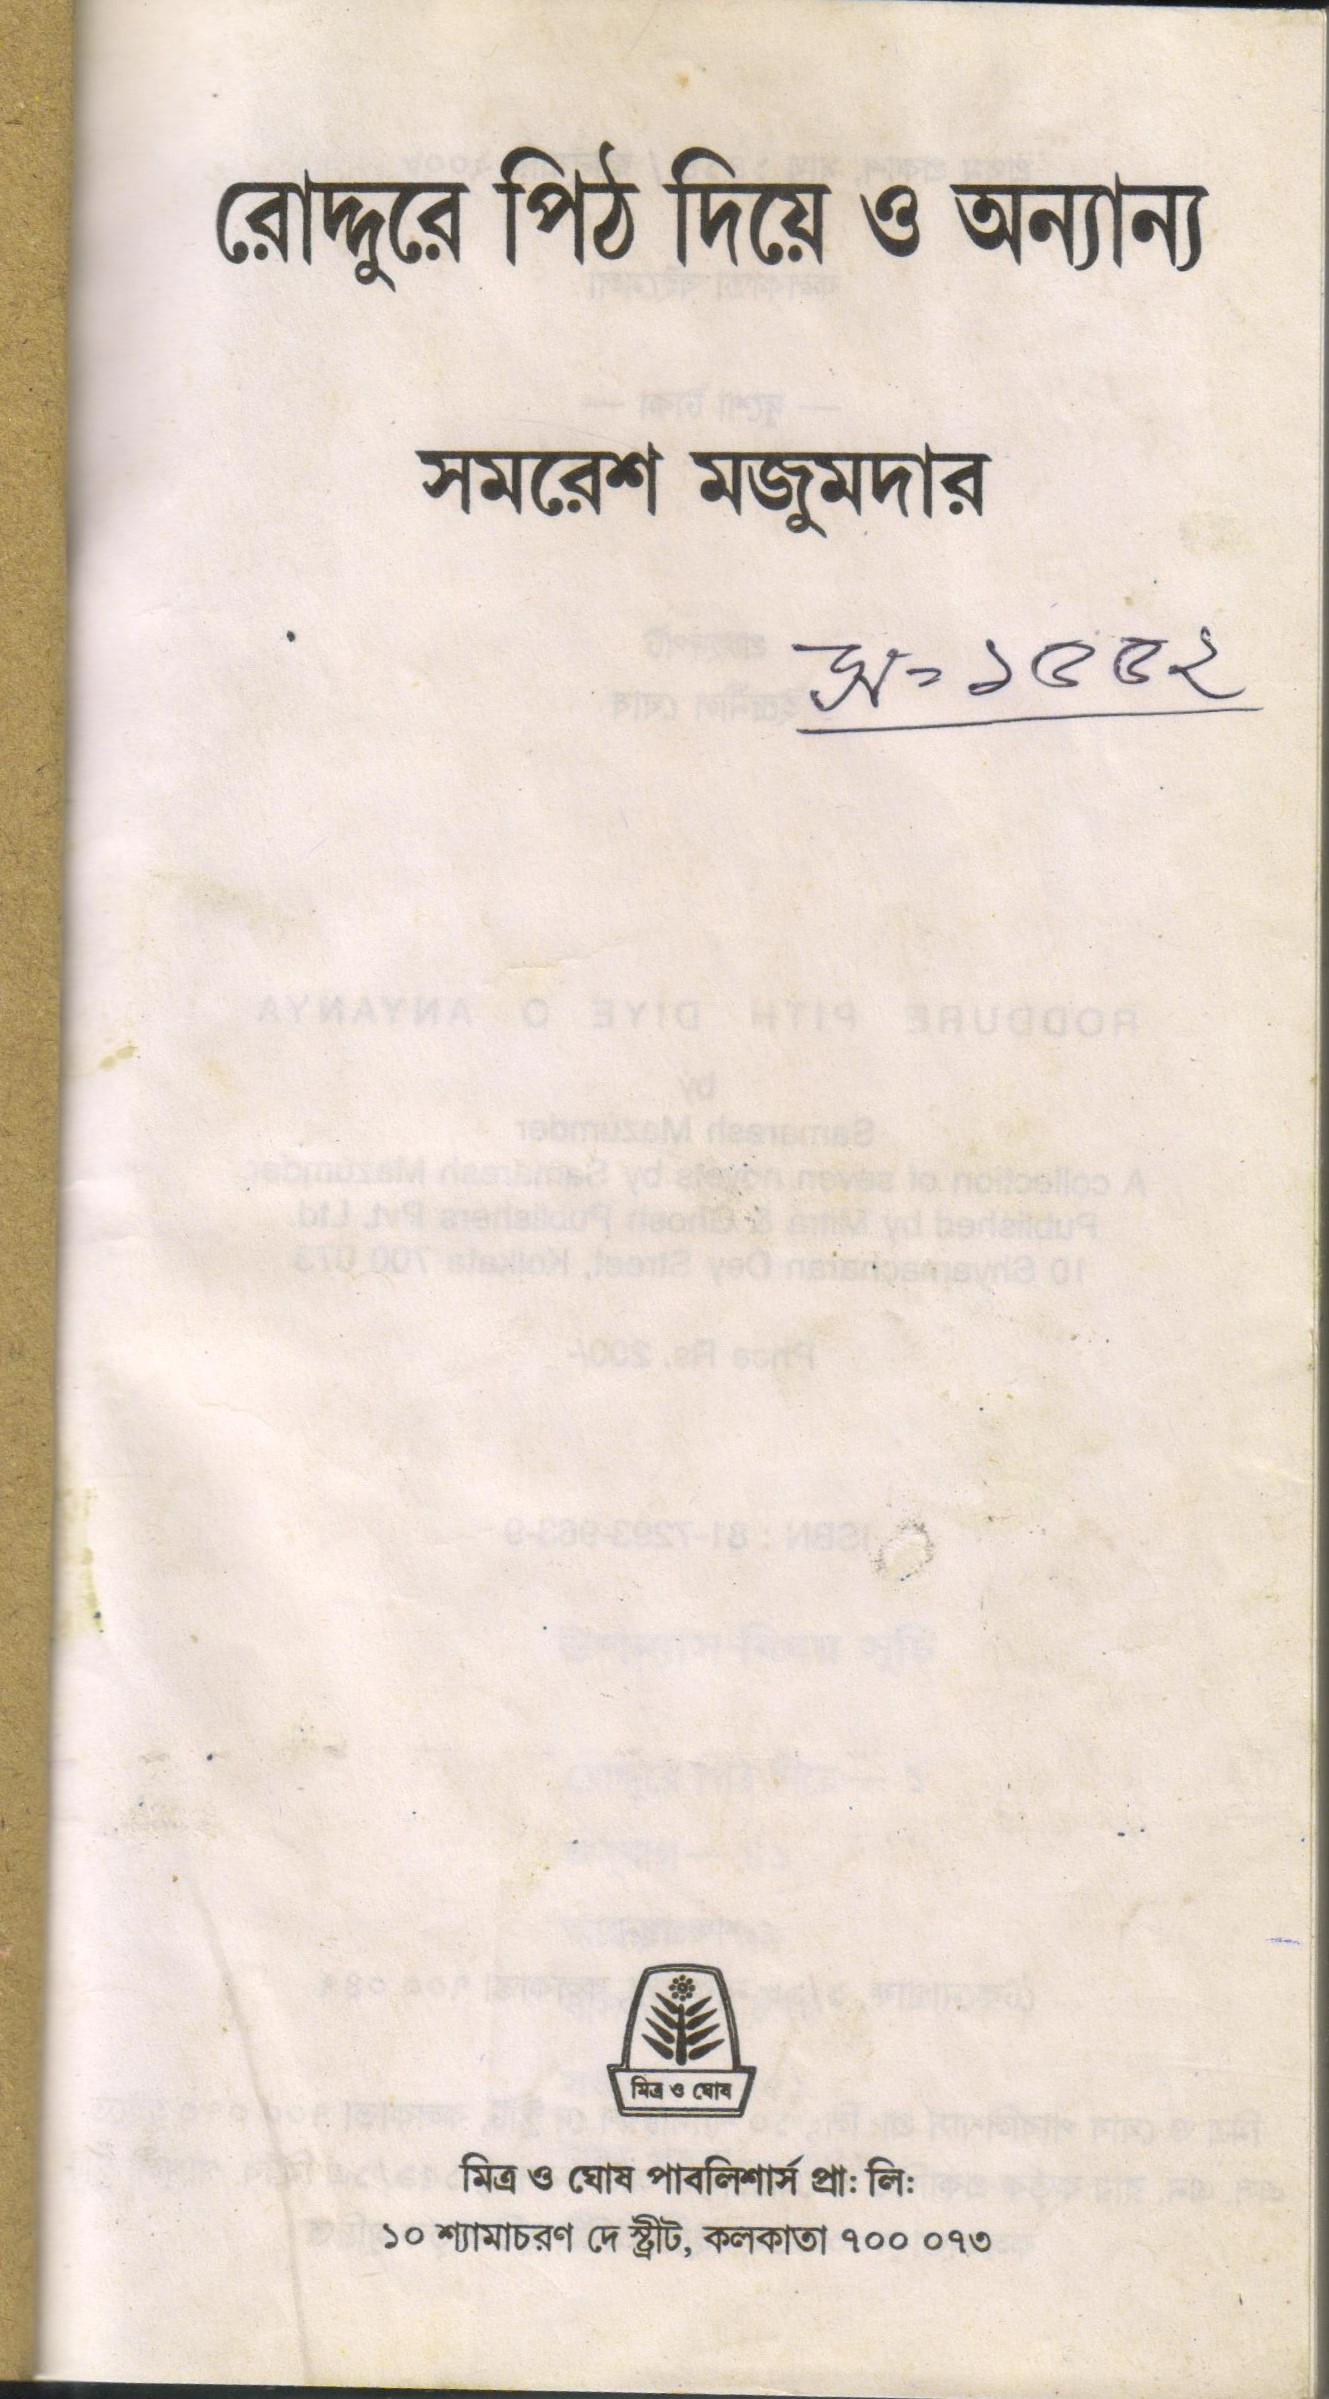 রোদ্দুরে পিঠ দিয়ে ও অন্যান্য
সমরেশ মজুমদার
স= ১৫৫২
মিত্র ও ঘোষ
মিত্র ও ঘোষ পাবলিশার্স প্রা: লি:
১০ শ্যামাচরণ দে স্ট্রীট, কলকাতা ৭০০ ০৭৩